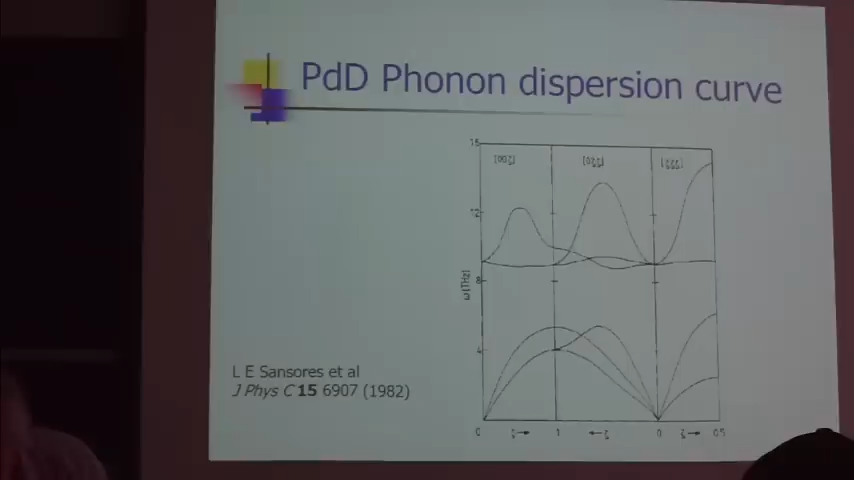 PdD Phonon dispersion curve
15
12
8
4
ω[THz]
L E Sansores et al
J Phys C 15 6907 (1982)
0 1 0 0.5